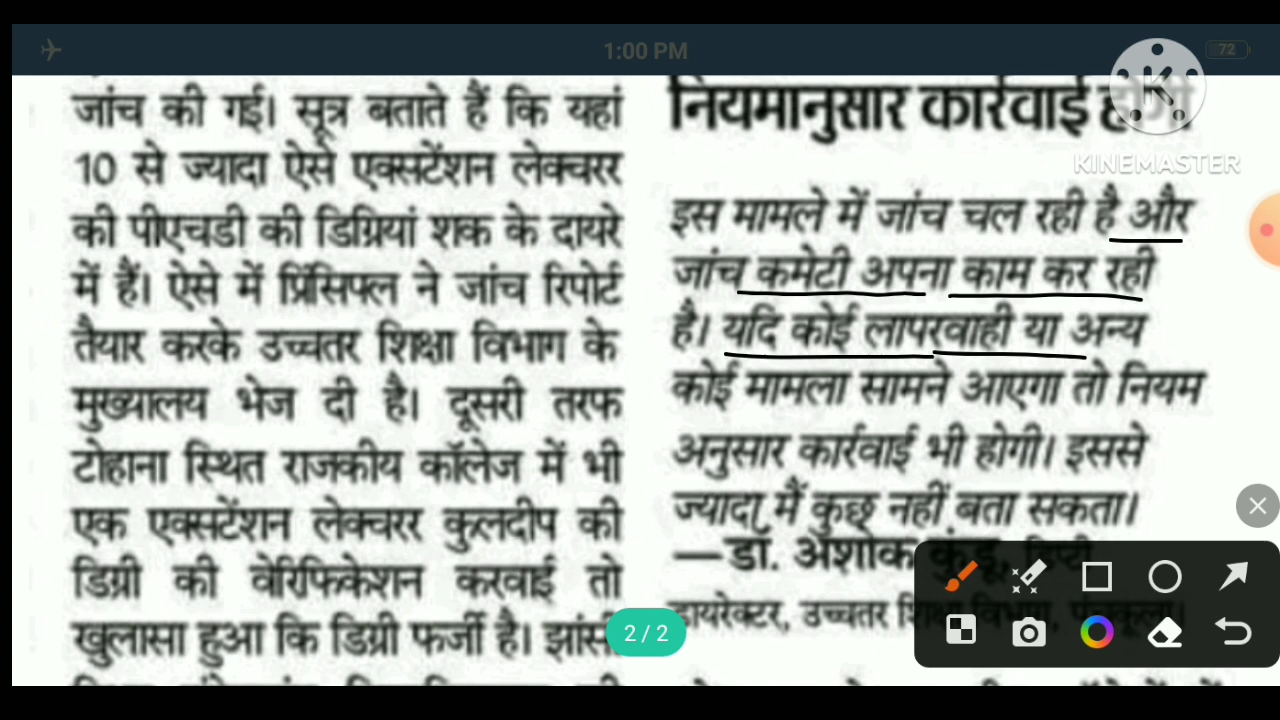 1:00 PM
72
KINEMASTER
जांच की गई। सूत्र बताते हैं कि यहां
10 से ज्यादा ऐसे एक्सटेंशन लेक्चरर
की पीएचडी की डिग्रियां शक के दायरे
में हैं। ऐसे में प्रिंसिपल ने जांच रिपोर्ट
तैयार करके उच्चतर शिक्षा विभाग के
मुख्यालय भेज दी है। दूसरी तरफ
टोहाना स्थित राजकीय कॉलेज में भी
एक एक्सटेंशन लेक्चरर कुलदीप की
डिग्री की वेरिफिकेशन करवाई तो
खुलासा हुआ कि डिग्री फर्जी है। झांसी
नियमानुसार कार्रवाई होगी
इस मामले में जांच चल रही है और
जांच कमेटी अपना काम कर रही
है। यदि कोई लापरवाही या अन्य
कोई मामला सामने आएगा तो नियम
अनुसार कार्रवाई भी होगी। इससे
ज्यादा मैं कुछ नहीं बता सकता।
—डॉ. अशोक कुंडू, डिप्टी
डायरेक्टर, उच्चतर शिक्षा विभाग, पंचकूला।
2 / 2